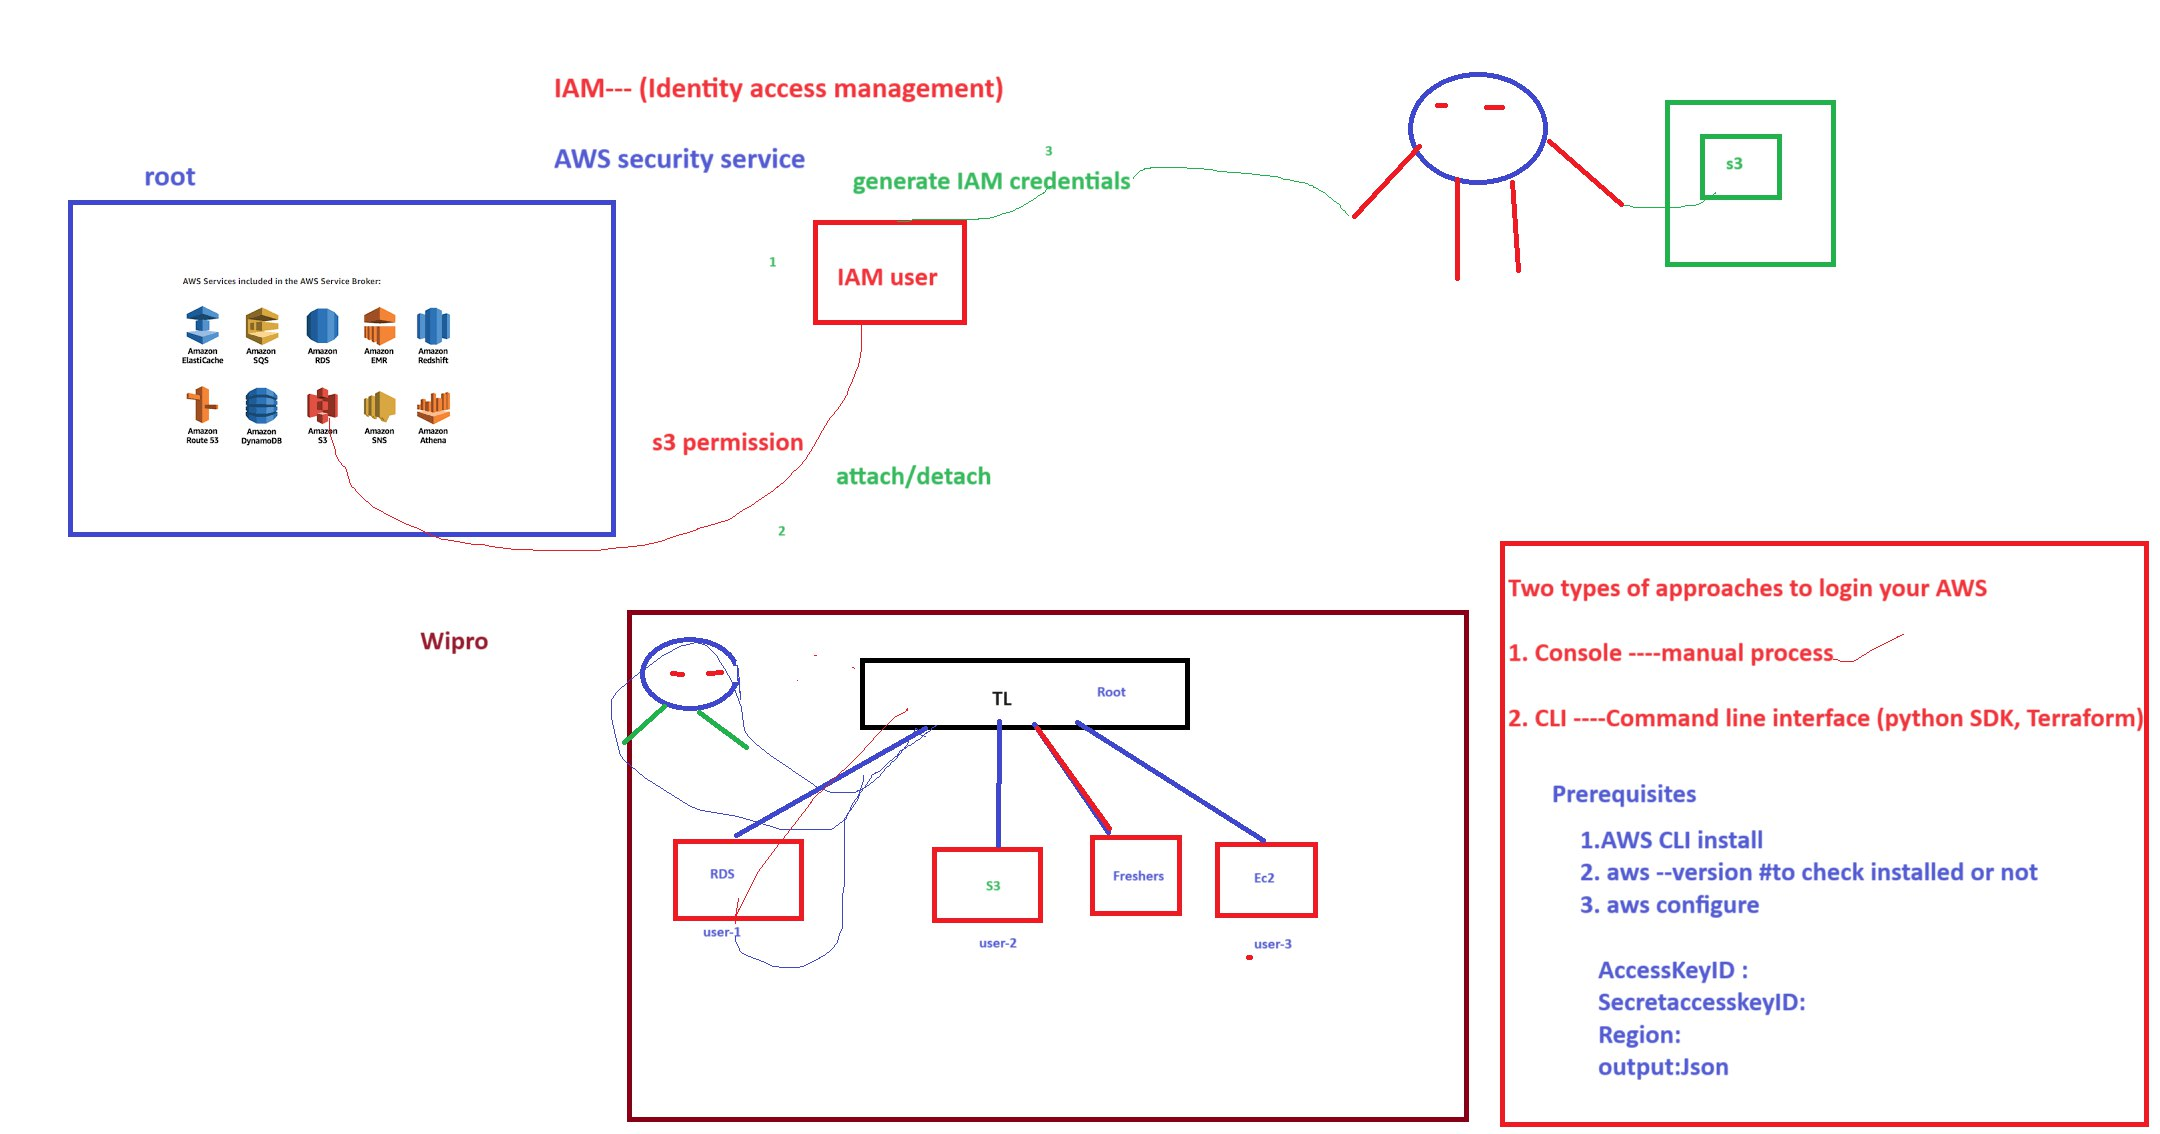 IAM--- (Identity access management)
AWS security service
root
3
generate IAM credentials
s3
1
IAM user
AWS Services included in the AWS Service Broker:
Amazon
ElastiCache
Amazon
SQS
Amazon
RDS
Amazon
EMR
Amazon
Redshift
Amazon
Route 53
Amazon
DynamoDB
Amazon
S3
Amazon
SNS
Amazon
Athena
s3 permission
attach/detach
2
Wipro
TL
Root
RDS
S3
Freshers
Ec2
user-1
user-2
user-3
Two types of approaches to login your AWS
1. Console ----manual process
2. CLI ----Command line interface (python SDK, Terraform)
Prerequisites
1.AWS CLI install
2. aws --version #to check installed or not
3. aws configure
AccessKeyID :
SecretaccesskeyID:
Region:
output:Json